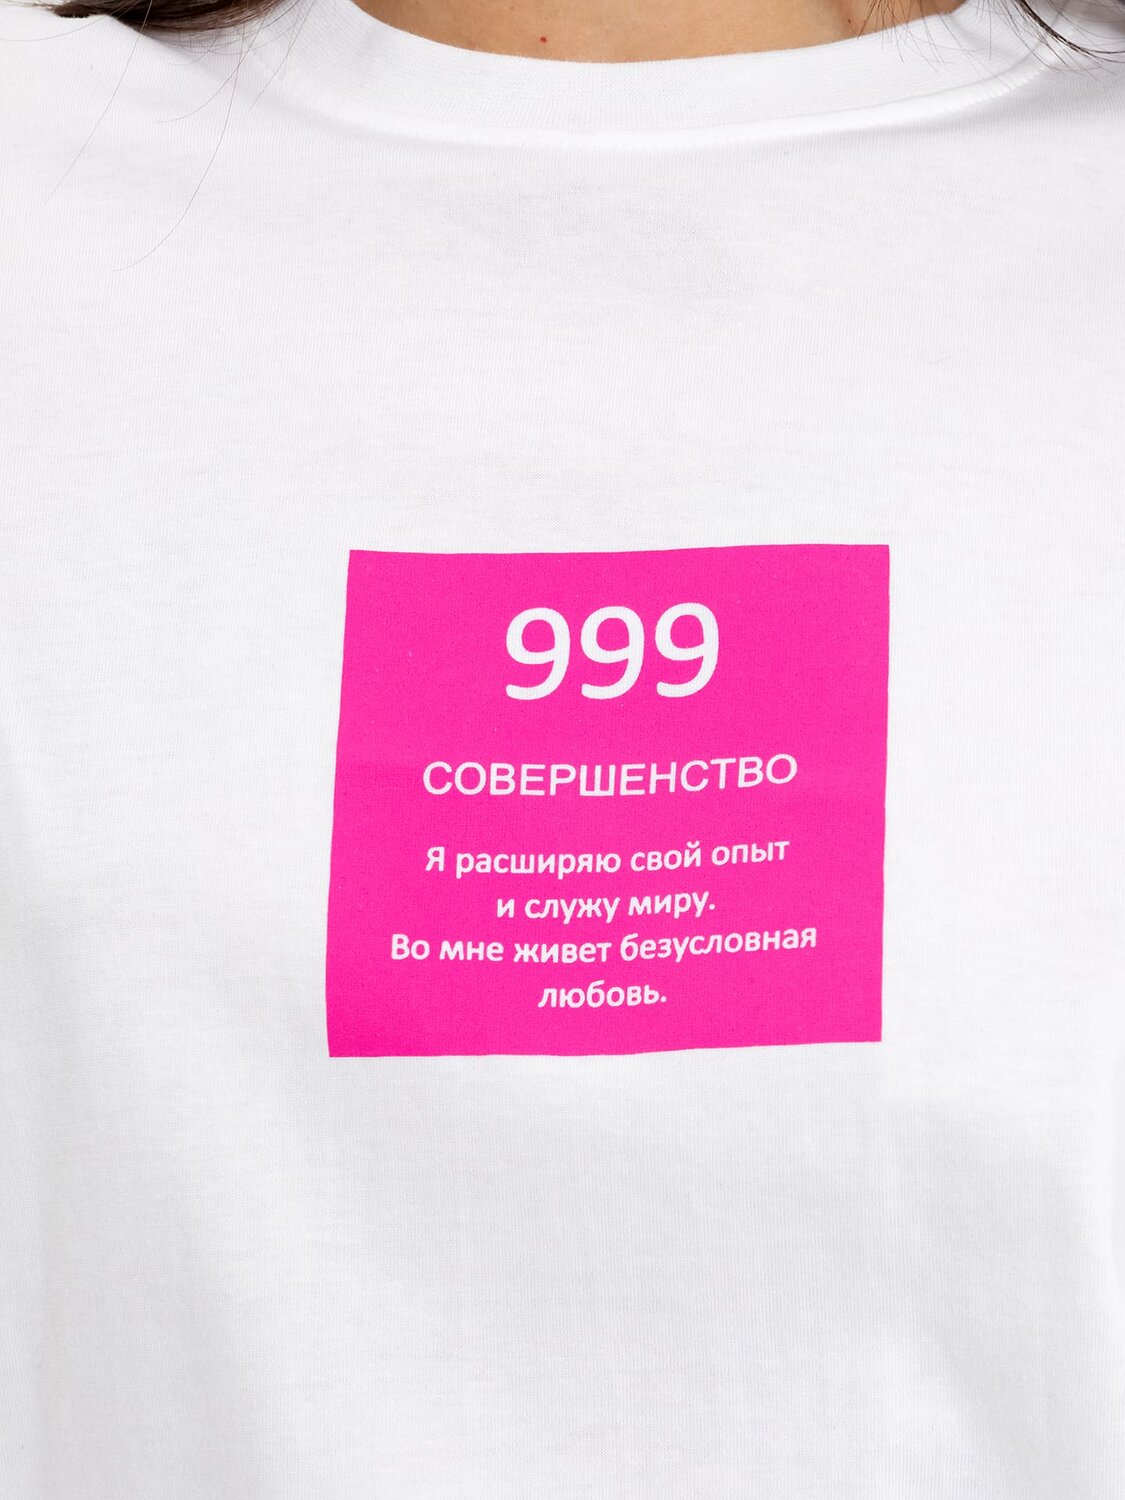 999
СОВЕРШЕНСТВО
Я расширяю свой опыт
и служу миру.
Во мне живет безусловная
любовь.